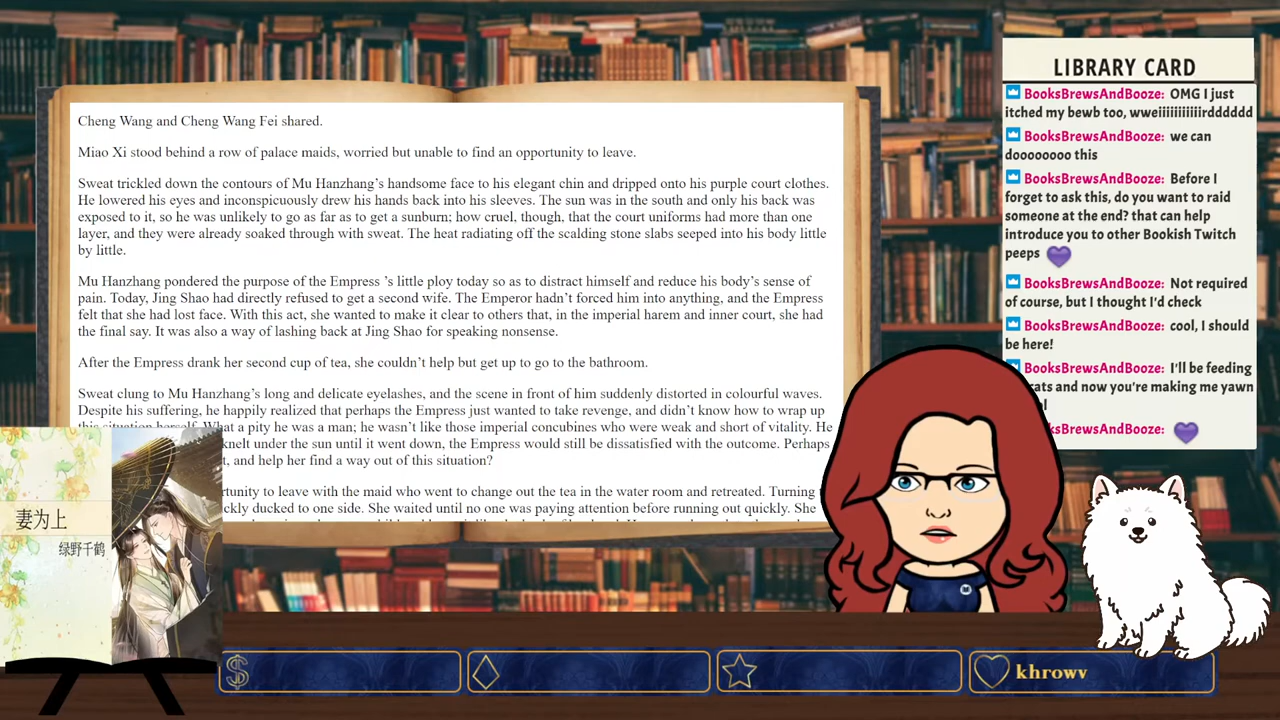 Cheng Wang and Cheng Wang Fei shared.
Miao Xi stood behind a row of palace maids, worried but unable to find an opportunity to leave.
Sweat trickled down the contours of Mu Hanzhang's handsome face to his elegant chin and dripped onto his purple court clothes.
He lowered his eyes and inconspicuously drew his hands back into his sleeves. The sun was in the south and only his back was
exposed to it, so he was unlikely to go as far as to get a sunburn; how cruel, though, that the court uniforms had more than one
layer, and they were already soaked through with sweat. The heat radiating off the scalding stone slabs seeped into his body little
by little.
Mu Hanzhang pondered the purpose of the Empress 's little ploy today so as to distract himself and reduce his body's sense of
pain. Today, Jing Shao had directly refused to get a second wife. The Emperor hadn't forced him into anything, and the Empress
felt that she had lost face. With this act, she wanted to make it clear to others that, in the imperial harem and inner court, she had
the final say. It was also a way of lashing back at Jing Shao for speaking nonsense.
After the Empress drank her second cup of tea, she couldn't help but get up to go to the bathroom.
Sweat clung to Mu Hanzhang's long and delicate eyelashes, and the scene in front of him suddenly distorted in colourful waves.
Despite his suffering, he happily realized that perhaps the Empress just wanted to take revenge, and didn't know how to wrap up
this situation herself. What a pity he was a man; he wasn't like those imperial concubines who were weak and short of vitality. He
knelt under the sun until it went down, the Empress would still be dissatisfied with the outcome. Perhaps
and help her find a way out of this situation?
to leave with the maid who went to change out the tea in the water room and retreated. Turning
ducked to one side. She waited until no one was paying attention before running out quickly. She
LIBRARY CARD
BooksBrewsAndBooze: OMG I just
itched my bewb too, wweiiiiiiiiiirdddddd
BooksBrewsAndBooze: we can
doooooooo this
BooksBrewsAndBooze: Before I
forget to ask this, do you want to raid
someone at the end? that can help
introduce you to other Bookish Twitch
peeps
BooksBrewsAndBooze: Not required
of course, but I thought I'd check
BooksBrewsAndBooze: cool, I should
be here!
BooksBrewsAndBooze: I'll be feeding
cats and now you're making me yawn
妻为上
绿野千鹤
khrowv